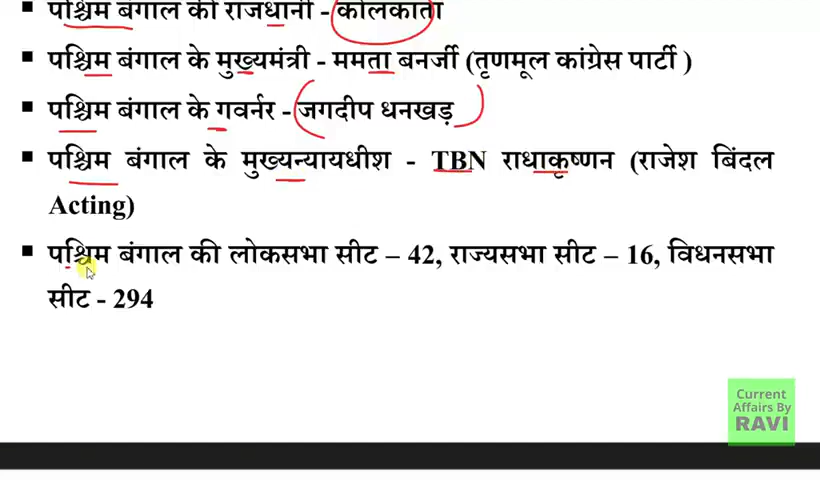 ▪ पश्चिम बंगाल की राजधानी - कोलकाता
▪ पश्चिम बंगाल के मुख्यमंत्री - ममता बनर्जी (तृणमूल कांग्रेस पार्टी )
▪ पश्चिम बंगाल के गवर्नर - जगदीप धनखड़
▪ पश्चिम बंगाल के मुख्यन्यायधीश - TBN राधाकृष्णन (राजेश बिंदल
Acting)
▪ पश्चिम बंगाल की लोकसभा सीट – 42, राज्यसभा सीट – 16, विधनसभा
सीट - 294
Current
Affairs By
RAVI